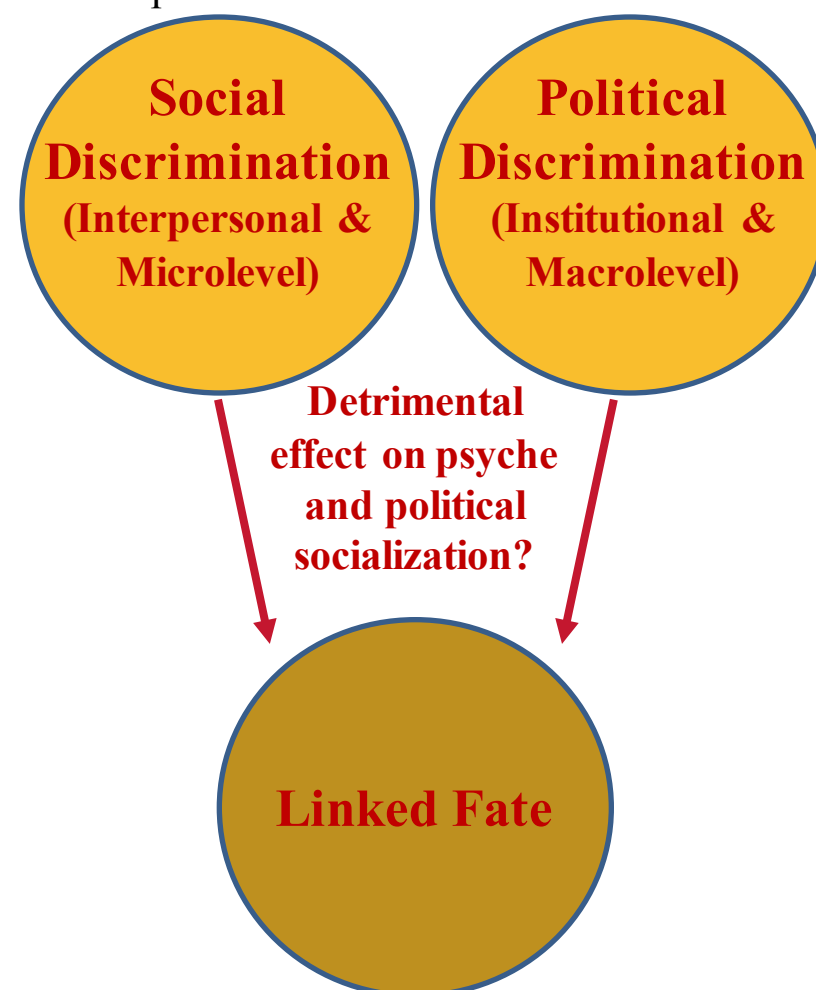 Social
Discrimination
(Interpersonal &
Microlevel)
Political
Discrimination
(Institutional &
Macrolevel)
Detrimental
effect on psyche
and political
socialization?
Linked Fate